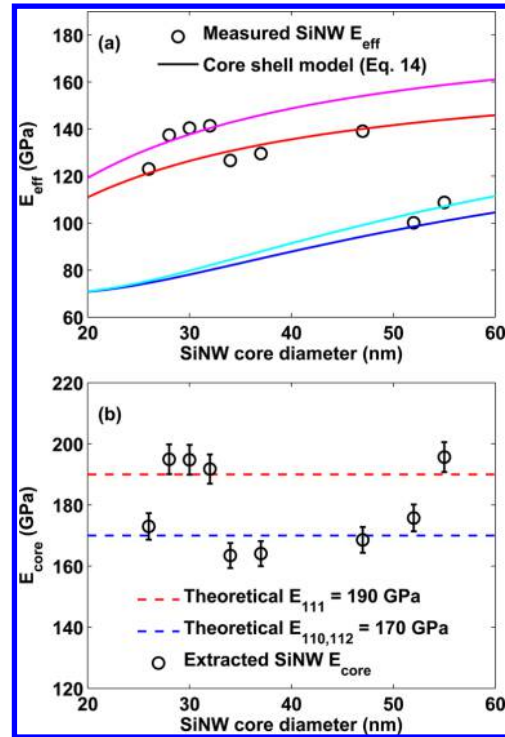 (a)
Measured SiNW E_eff
Core shell model (Eq. 14)
180
160
140
120
100
80
60
E_eff (GPa)
20 30 40 50 60
SiNW core diameter (nm)
(b)
220
200
180
160
140
120
E_core (GPa)
Theoretical E_111 = 190 GPa
Theoretical E_110,112 = 170 GPa
Extracted SiNW E_core
20 30 40 50 60
SiNW core diameter (nm)